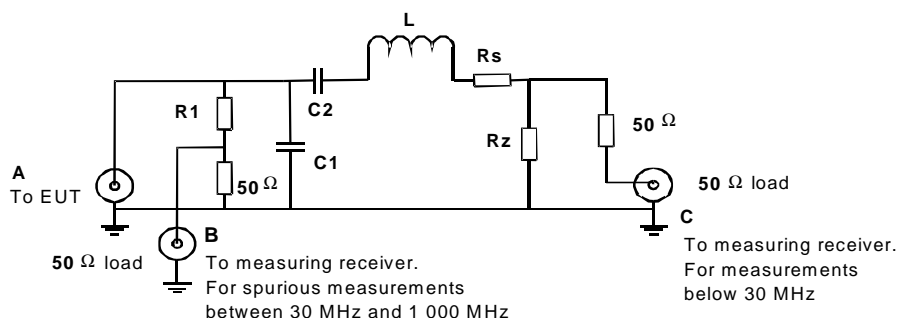 L
Rs
C2
R1
50 Ω
Rz
C1
A
To EUT
50 Ω
50 Ω load
C
B
50 Ω load
To measuring receiver.
For spurious measurements
between 30 MHz and 1 000 MHz
To measuring receiver.
For measurements
below 30 MHz